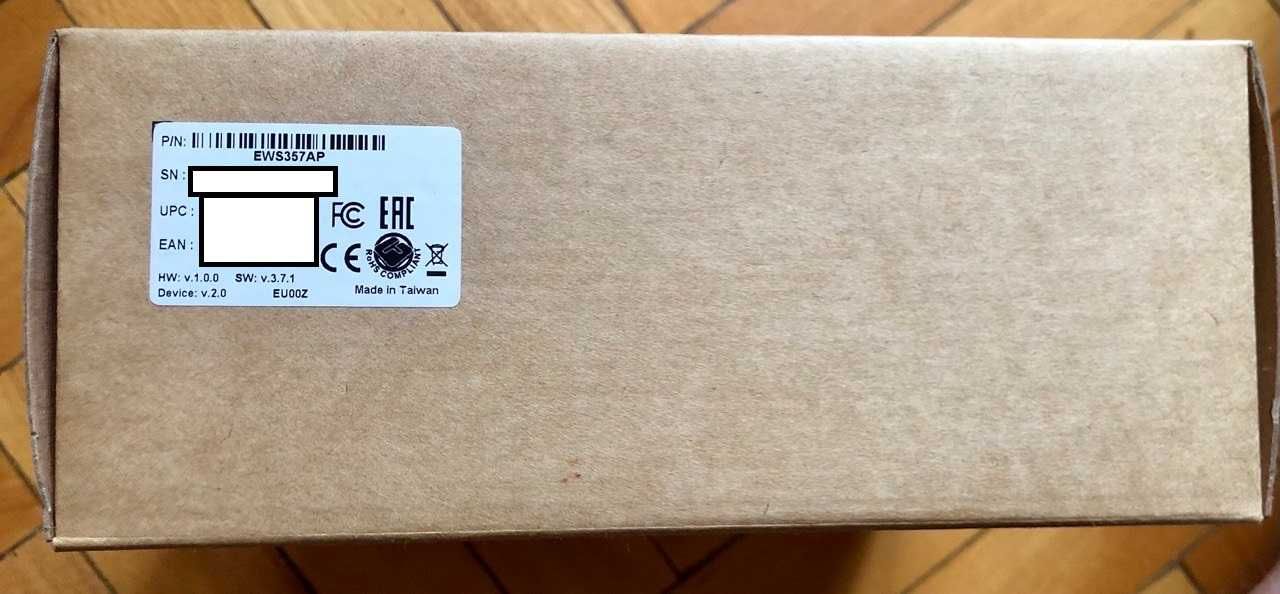 P/N:
EWS357AP
SN :
UPC :
FC EAC
EAN :
CE RoHS COMPLIANT
HW: v.1.0.0 SW: v.3.7.1
Device: v.2.0 EU00Z Made in Taiwan